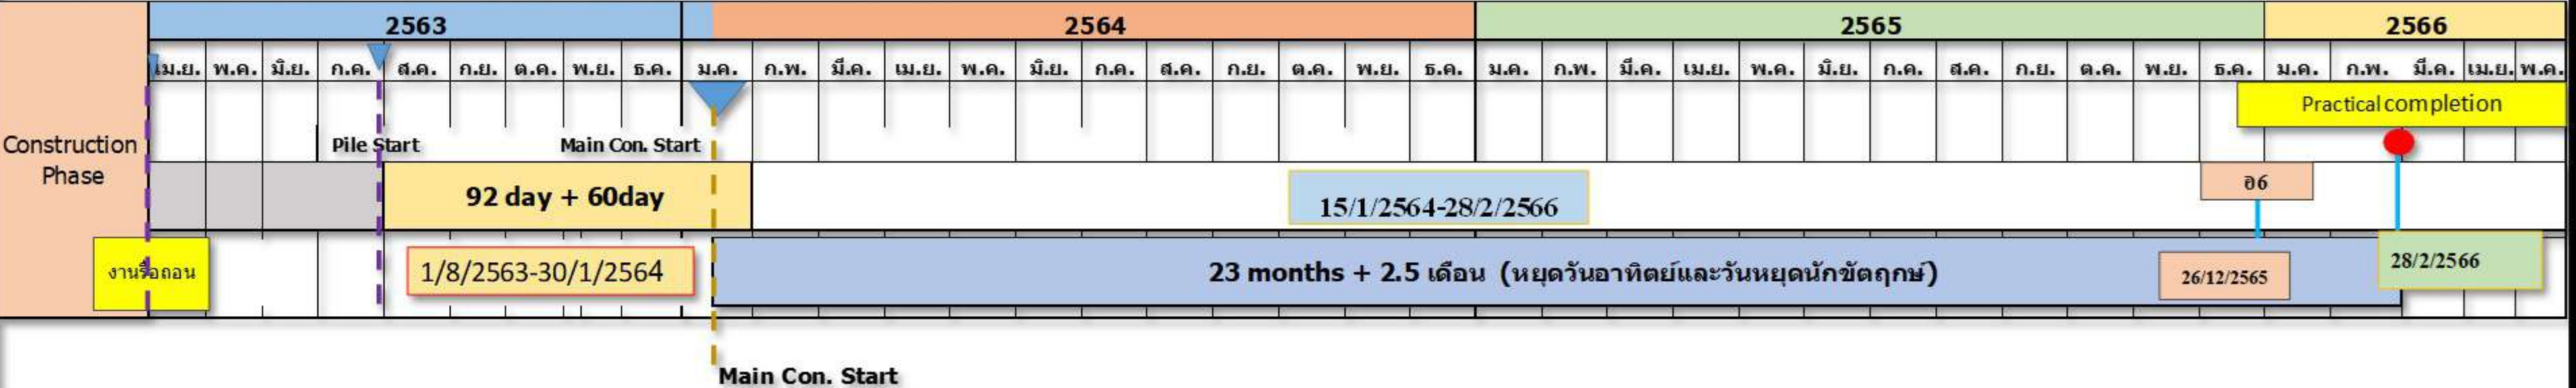 2563 2564 2565 2566
เม.ย. พ.ค. มิ.ย. ก.ค. ส.ค. ก.ย. ต.ค. พ.ย. ธ.ค. ม.ค. ก.พ. มี.ค. เม.ย. พ.ค. มิ.ย. ก.ค. ส.ค. ก.ย. ต.ค. พ.ย. ธ.ค. ม.ค. ก.พ. มี.ค. เม.ย. พ.ค. มิ.ย. ก.ค. ส.ค. ก.ย. ต.ค. พ.ย. ธ.ค. ม.ค. ก.พ. มี.ค. เม.ย. พ.ค.
Practical completion
Construction
Phase
Pile Start
Main Con. Start
92 day + 60day
15/1/2564-28/2/2566
อ6
งานรื้อถอน
1/8/2563-30/1/2564
23 months + 2.5 เดือน (หยุดวันอาทิตย์และวันหยุดนักขัตฤกษ์)
26/12/2565
28/2/2566
Main Con. Start